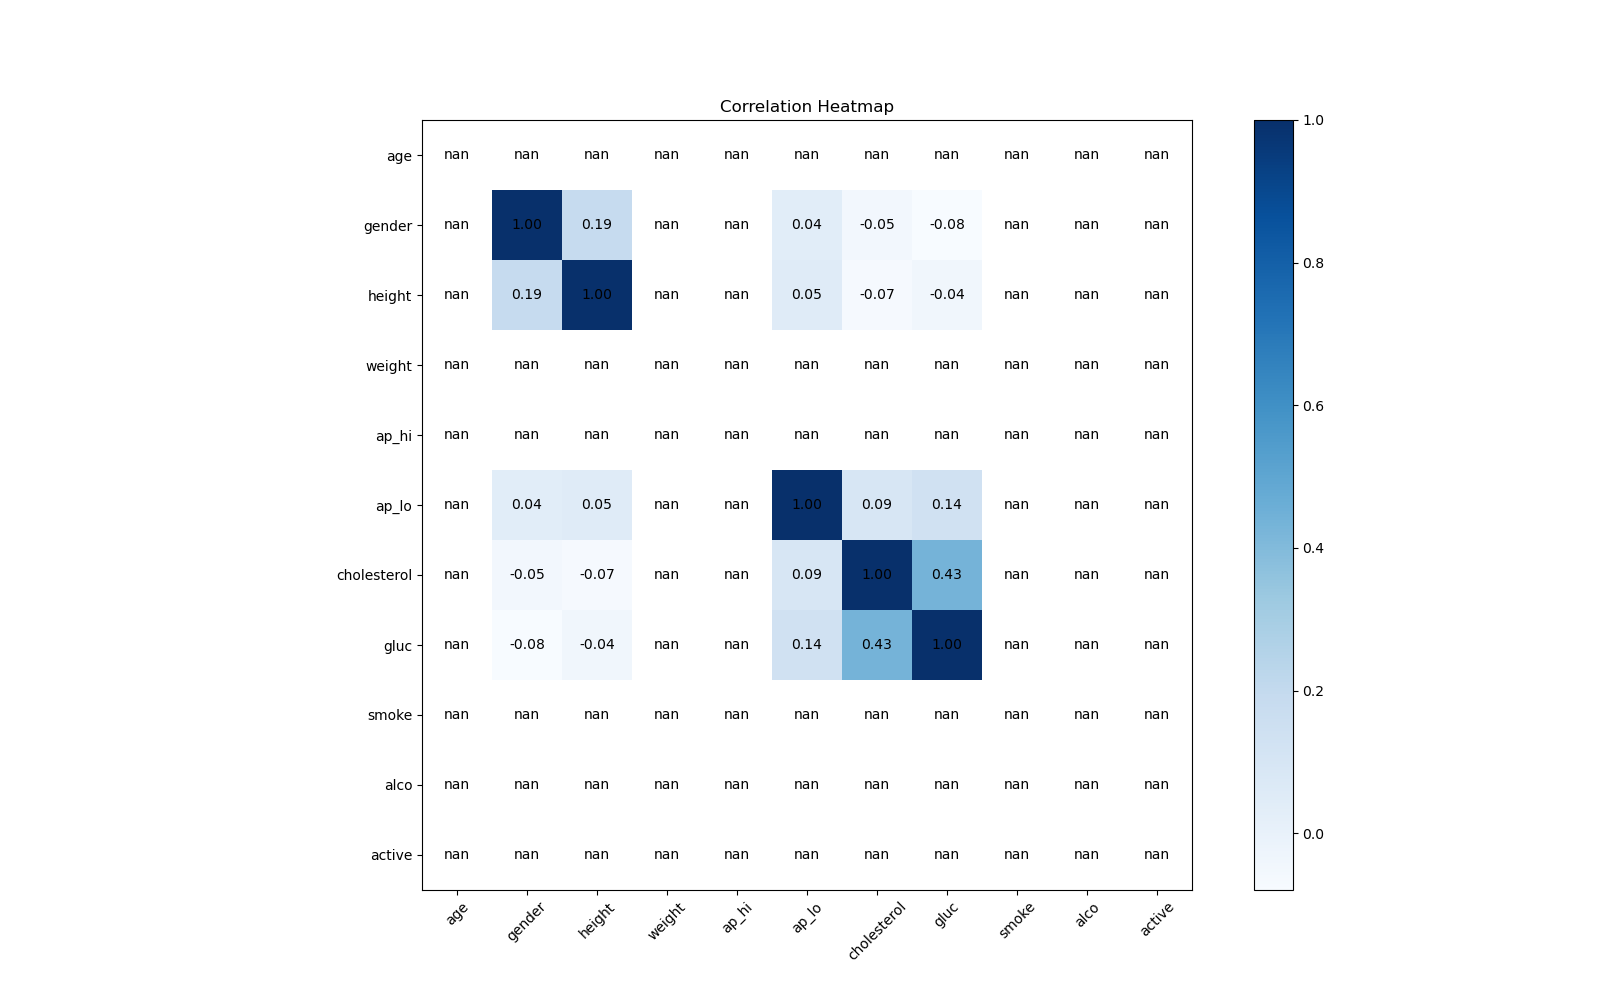 Correlation Heatmap
age nan nan nan nan nan nan nan nan nan nan nan
gender nan 1.00 0.19 nan nan 0.04 -0.05 -0.08 nan nan nan
height nan 0.19 1.00 nan nan 0.05 -0.07 -0.04 nan nan nan
weight nan nan nan nan nan nan nan nan nan nan nan
ap_hi nan nan nan nan nan nan nan nan nan nan nan
ap_lo nan 0.04 0.05 nan nan 1.00 0.09 0.14 nan nan nan
cholesterol nan -0.05 -0.07 nan nan 0.09 1.00 0.43 nan nan nan
gluc nan -0.08 -0.04 nan nan 0.14 0.43 1.00 nan nan nan
smoke nan nan nan nan nan nan nan nan nan nan nan
alco nan nan nan nan nan nan nan nan nan nan nan
active nan nan nan nan nan nan nan nan nan nan nan
age gender height weight ap_hi ap_lo cholesterol gluc smoke alco active
1.0
0.8
0.6
0.4
0.2
0.0